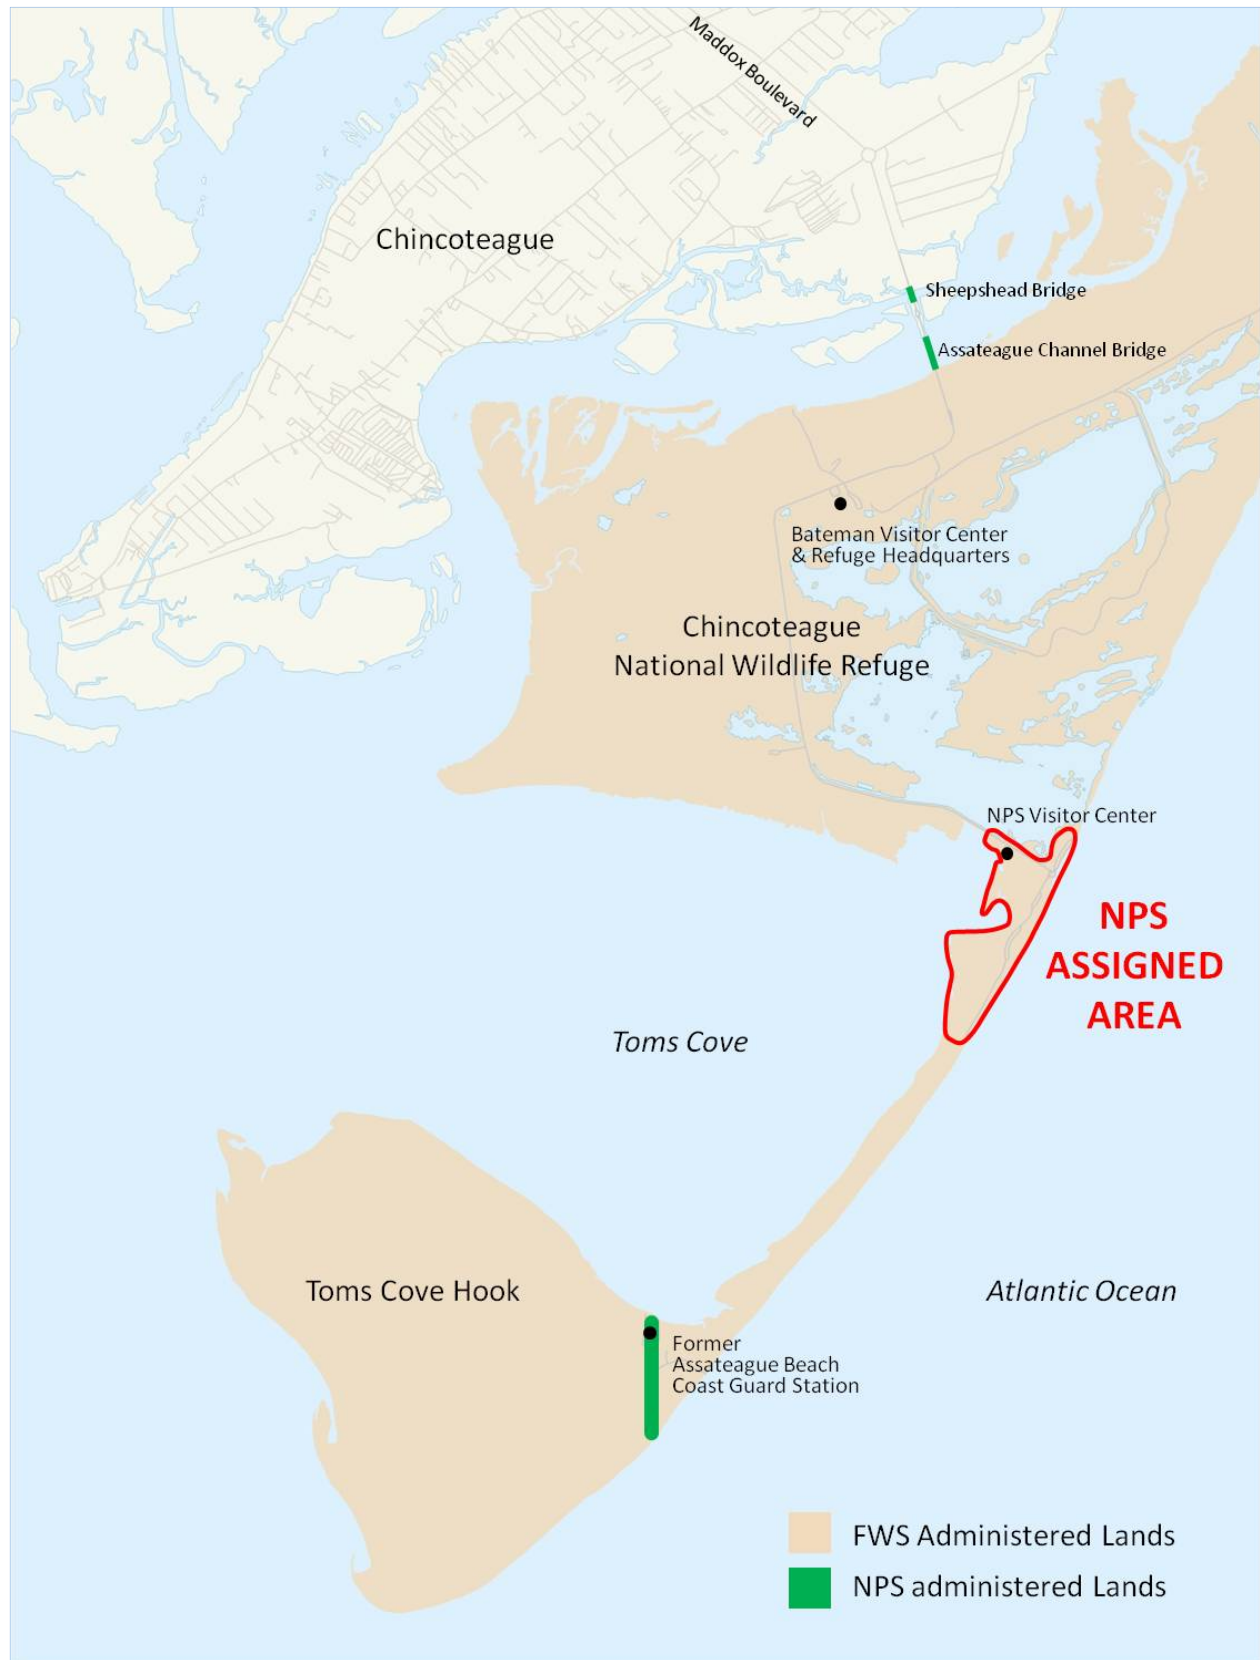 Maddox Boulevard
Chincoteague
Sheepshead Bridge
Assateague Channel Bridge
Bateman Visitor Center
& Refuge Headquarters
Chincoteague
National Wildlife Refuge
NPS Visitor Center
NPS
ASSIGNED
AREA
Toms Cove
Toms Cove Hook
Atlantic Ocean
Former
Assateague Beach
Coast Guard Station
FWS Administered Lands
NPS administered Lands